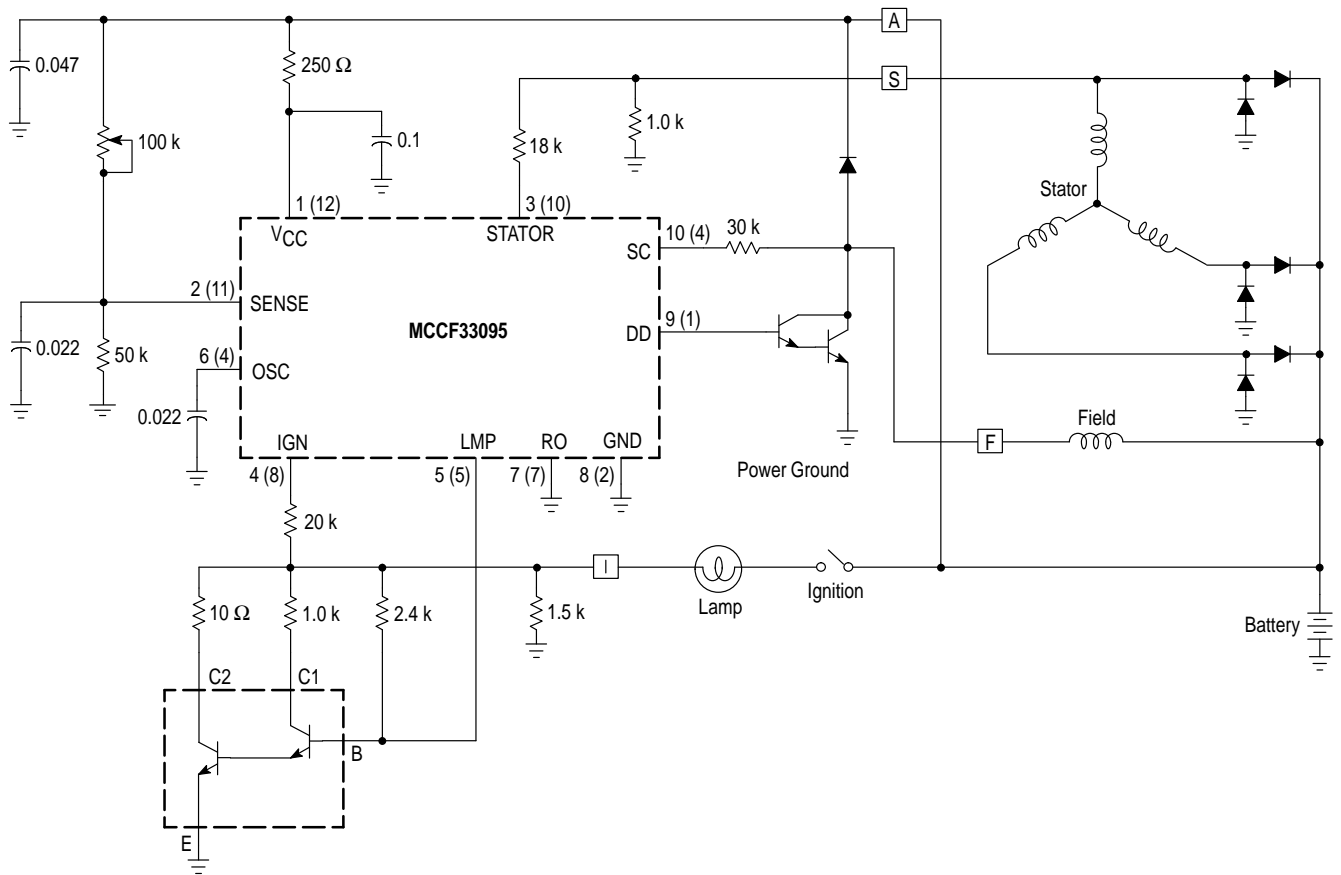 A
0.047
250 Ω
S
100 k
0.1
18 k
1.0 k
Stator
1 (12)
3 (10)
VCC
STATOR
10 (4)
30 k
SC
2 (11)
SENSE
MCCF33095
9 (1)
DD
0.022
50 k
6 (4)
OSC
0.022
Field
IGN
LMP
RO
GND
F
4 (8)
5 (5)
7 (7)
8 (2)
Power Ground
20 k
I
Lamp
Ignition
10 Ω
1.0 k
2.4 k
1.5 k
Battery
C2
C1
B
E